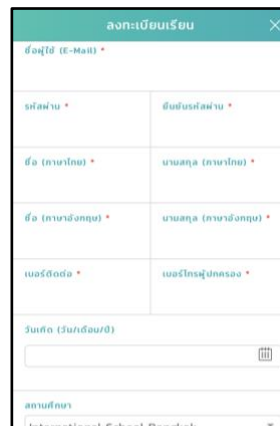 ลงทะเบียนเรียน
ชื่อผู้ใช้ (E-Mail) *
รหัสผ่าน * ยืนยันรหัสผ่าน *
ชื่อ (ภาษาไทย) * นามสกุล (ภาษาไทย) *
ชื่อ (ภาษาอังกฤษ) * นามสกุล (ภาษาอังกฤษ) *
เบอร์ติดต่อ * เบอร์โทรผู้ปกครอง *
วันเกิด (วัน/เดือน/ปี)
สถานศึกษา
International School Bangkok